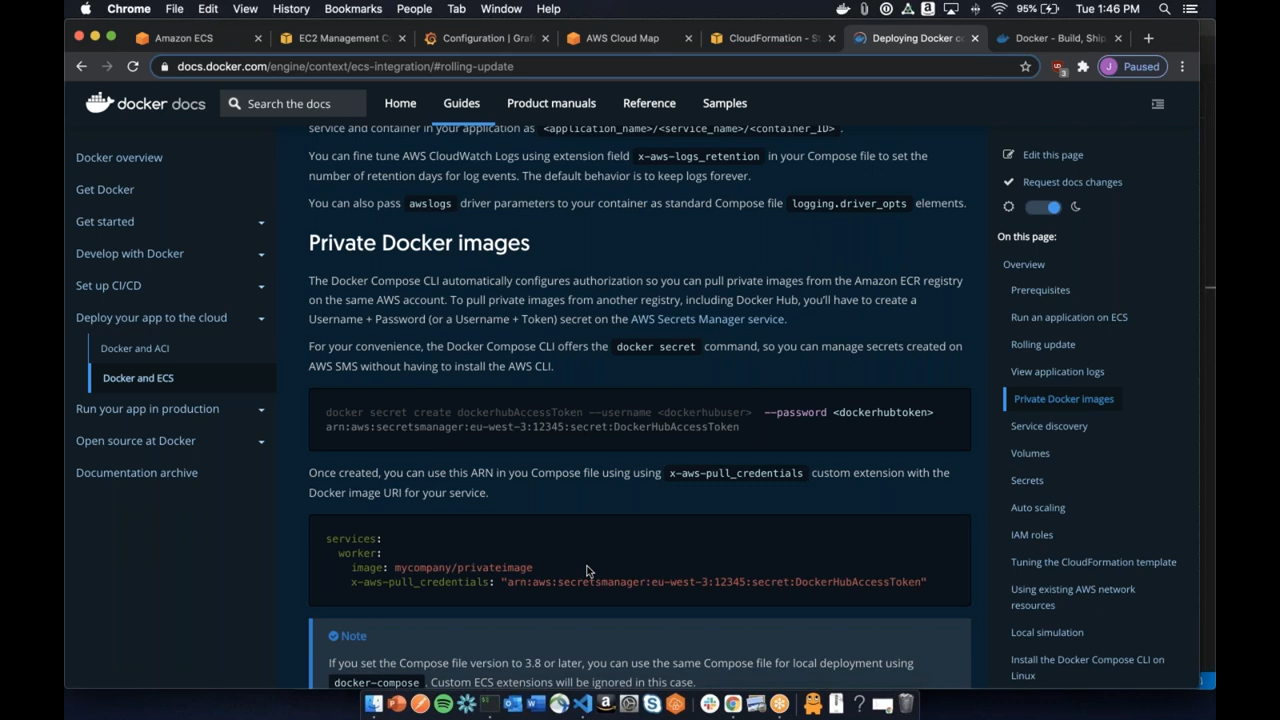 Chrome File Edit View History Bookmarks People Tab Window Help 95% Tue 1:46 PM
Amazon ECS EC2 Management C Configuration | Graf AWS Cloud Map CloudFormation - S Deploying Docker co Docker - Build, Ship
docs.docker.com/engine/context/ecs-integration/#rolling-update 3 J Paused
docker docs Search the docs Home Guides Product manuals Reference Samples
Docker overview
Get Docker
Get started
Develop with Docker
Set up CI/CD
Deploy your app to the cloud
Docker and ACI
Docker and ECS
Run your app in production
Open source at Docker
Documentation archive
service and container in your application as <application_name>/<service_name>/<container_ID> .
You can fine tune AWS CloudWatch Logs using extension field x-aws-logs_retention in your Compose file to set the
number of retention days for log events. The default behavior is to keep logs forever.
You can also pass awslogs driver parameters to your container as standard Compose file logging.driver_opts elements.
Private Docker images
The Docker Compose CLI automatically configures authorization so you can pull private images from the Amazon ECR registry
on the same AWS account. To pull private images from another registry, including Docker Hub, you'll have to create a
Username + Password (or a Username + Token) secret on the AWS Secrets Manager service.
For your convenience, the Docker Compose CLI offers the docker secret command, so you can manage secrets created on
AWS SMS without having to install the AWS CLI.
docker secret create dockerhubAccessToken --username <dockerhubuser> --password <dockerhubtoken>
arn:aws:secretsmanager:eu-west-3:12345:secret:DockerHubAccessToken
Once created, you can use this ARN in you Compose file using using x-aws-pull_credentials custom extension with the
Docker image URI for your service.
services:
worker:
image: mycompany/privateimage
x-aws-pull_credentials: "arn:aws:secretsmanager:eu-west-3:12345:secret:DockerHubAccessToken"
Note
If you set the Compose file version to 3.8 or later, you can use the same Compose file for local deployment using
docker-compose . Custom ECS extensions will be ignored in this case.
Edit this page
Request docs changes
On this page:
Overview
Prerequisites
Run an application on ECS
Rolling update
View application logs
Private Docker images
Service discovery
Volumes
Secrets
Auto scaling
IAM roles
Tuning the CloudFormation template
Using existing AWS network
resources
Local simulation
Install the Docker Compose CLI on
Linux